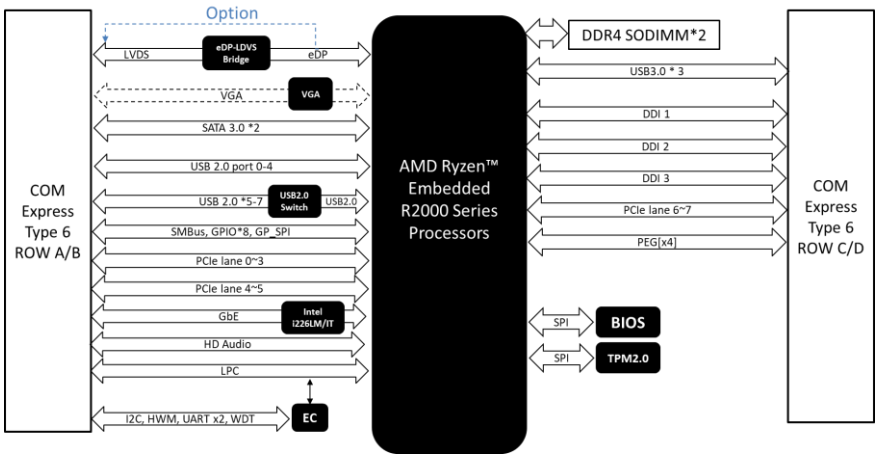 Option
eDP-LDVS
Bridge
LVDS
eDP
VGA
VGA
SATA 3.0 *2
USB 2.0 port 0-4
USB 2.0 *5-7
USB2.0
Switch
USB2.0
SMBus, GPIO*8, GP_SPI
PCIe lane 0~3
PCIe lane 4~5
GbE
Intel
i226LM/IT
HD Audio
LPC
I2C, HWM, UART x2, WDT
EC
COM
Express
Type 6
ROW A/B
AMD Ryzen™
Embedded
R2000 Series
Processors
DDR4 SODIMM*2
USB3.0 * 3
DDI 1
DDI 2
DDI 3
PCIe lane 6~7
PEG[x4]
SPI
BIOS
SPI
TPM2.0
COM
Express
Type 6
ROW C/D